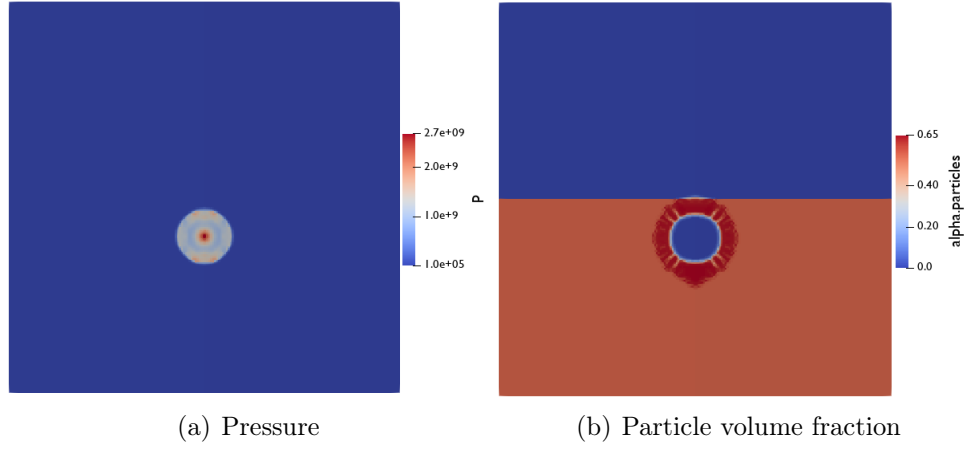 2.7e+09
2.0e+9
1.0e+9
1.0e+05
P
0.65
0.40
0.20
0.0
alpha.particles
(a) Pressure
(b) Particle volume fraction